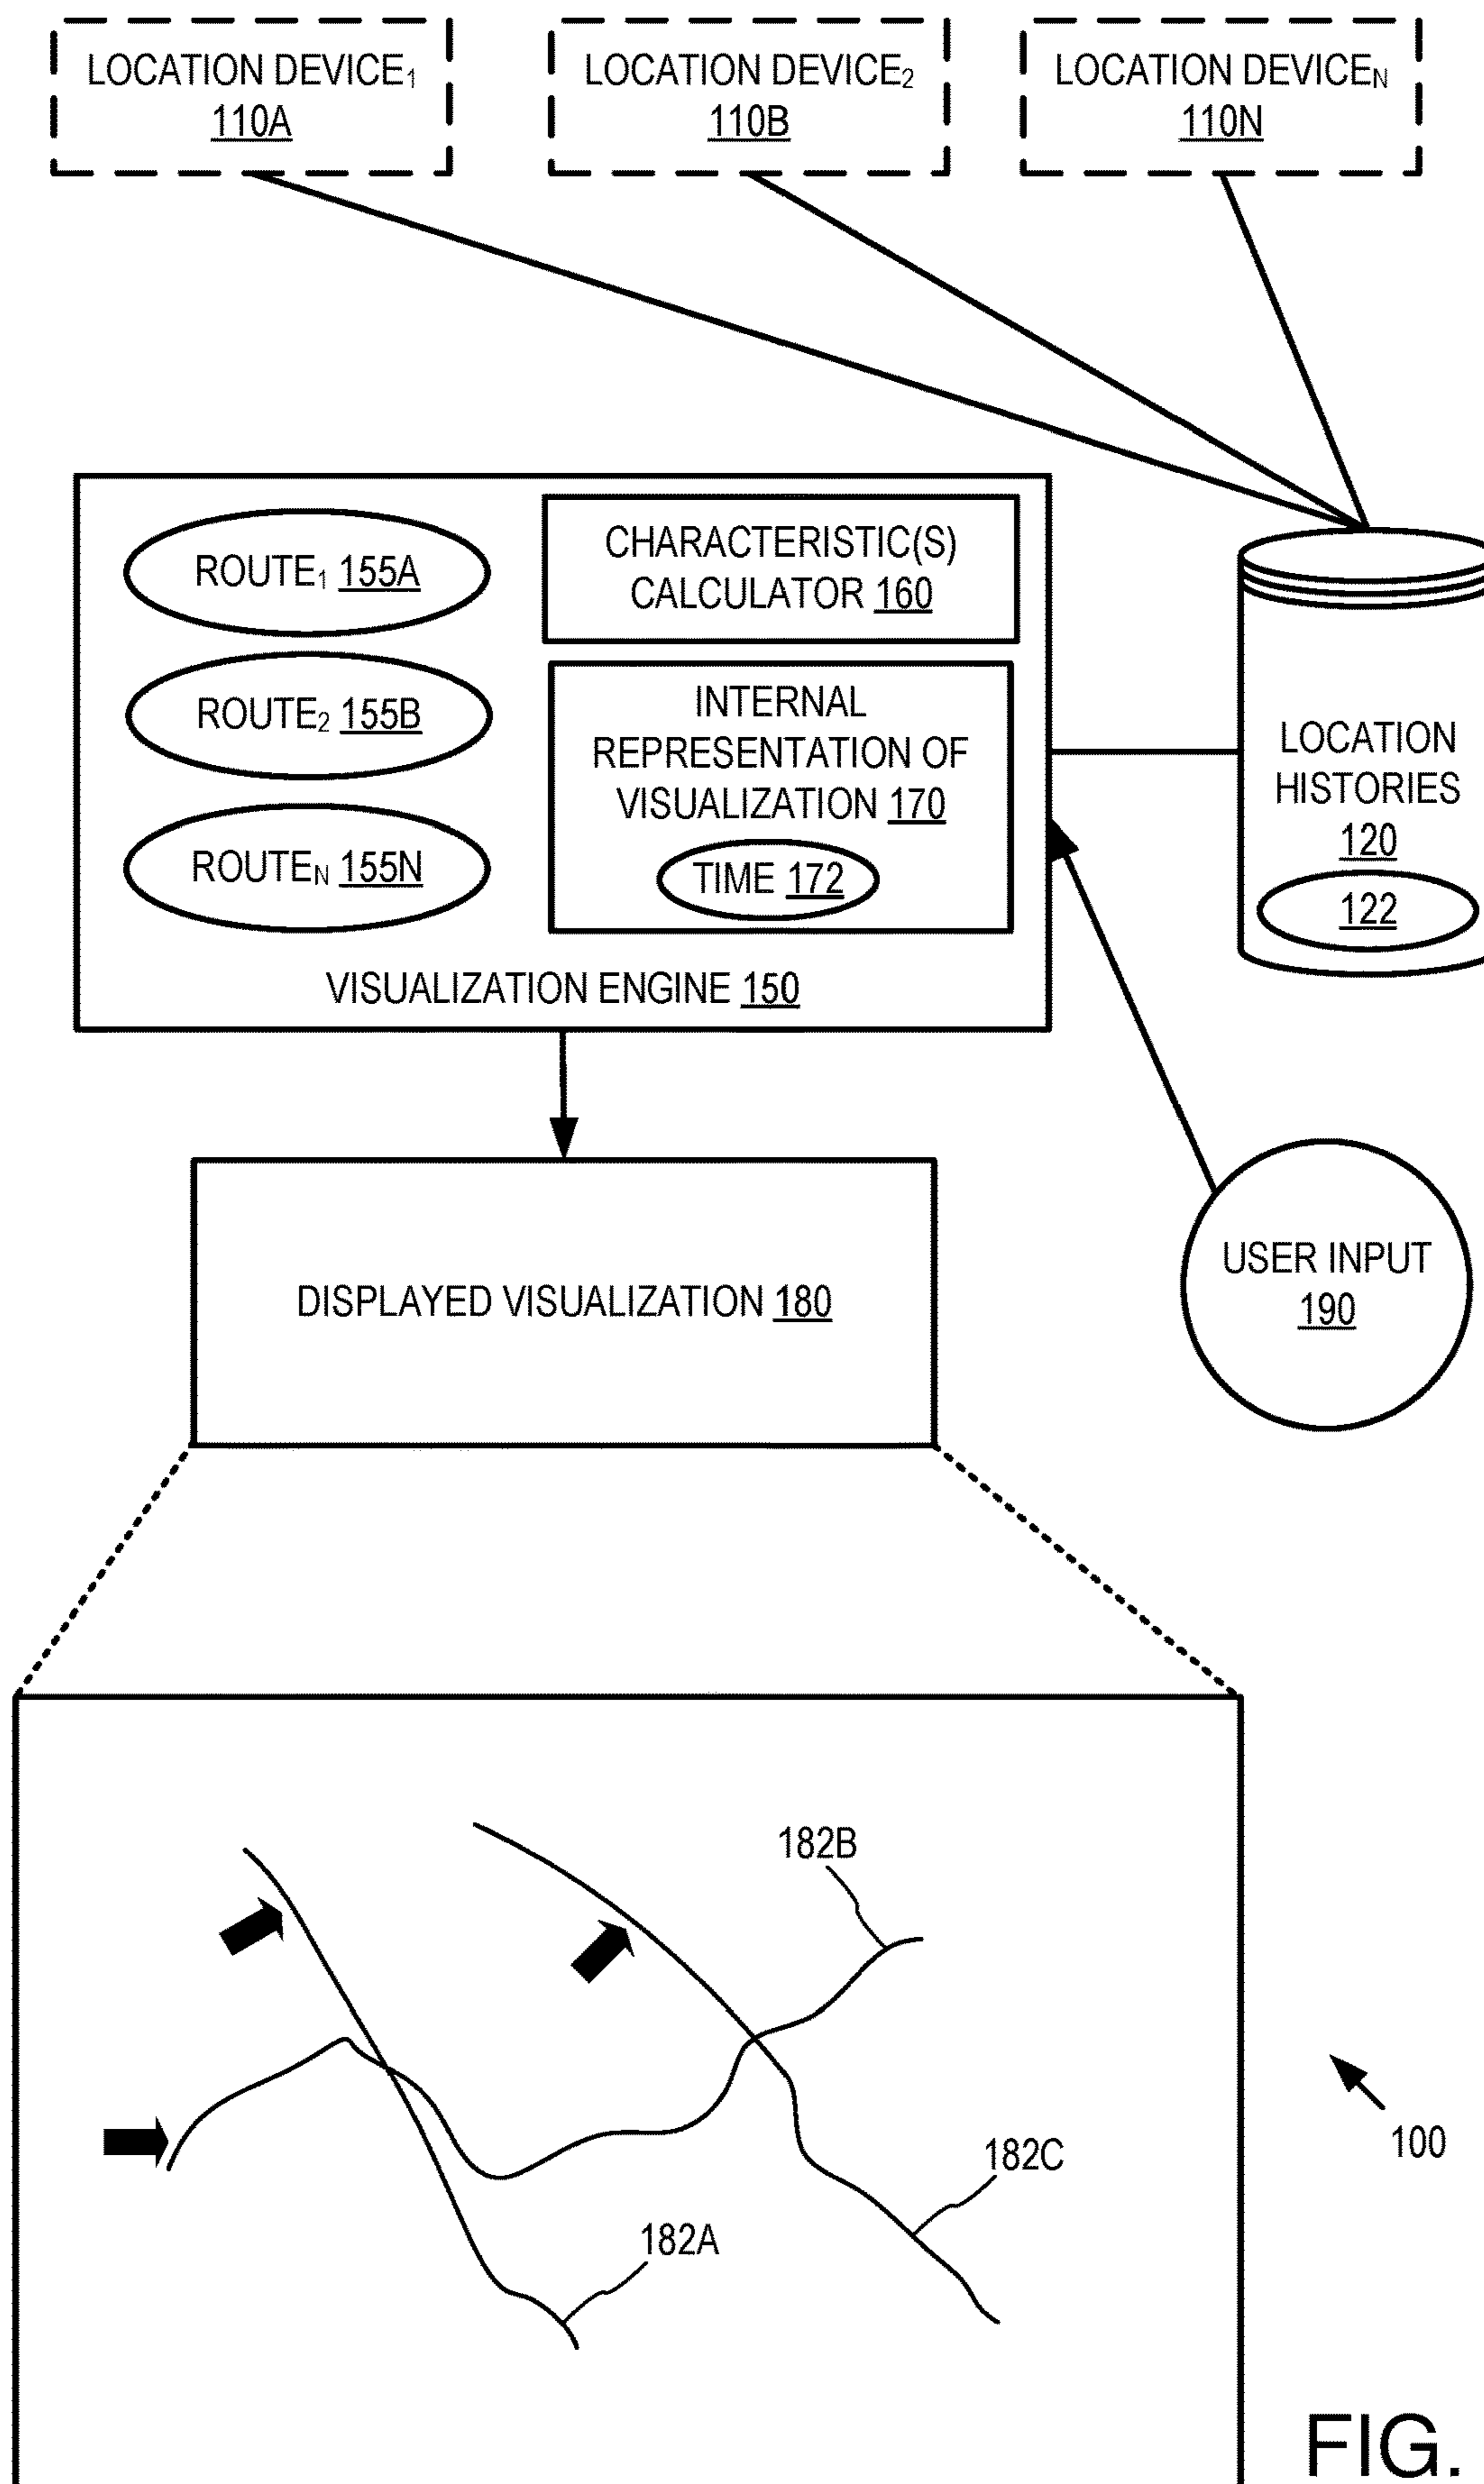 LOCATION DEVICE₁
110A
LOCATION DEVICE₂
110B
LOCATION DEVICEN
110N
ROUTE₁ 155A
ROUTE₂ 155B
ROUTEN 155N
CHARACTERISTIC(S)
CALCULATOR 160
INTERNAL
REPRESENTATION OF
VISUALIZATION 170
TIME 172
VISUALIZATION ENGINE 150
LOCATION
HISTORIES
120
122
DISPLAYED VISUALIZATION 180
USER INPUT
190
182B
182C
182A
100
FIG.